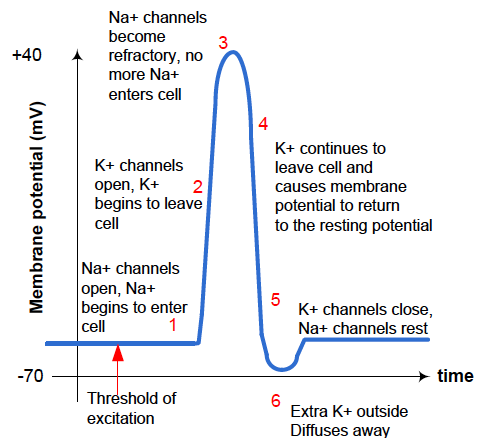 Na+ channels
become
refractory, no
more Na+
enters cell
3
+40
4
K+ continues to
leave cell and
causes membrane
potential to return
to the resting potential
Membrane potential (mV)
K+ channels
open, K+
begins to leave
cell
2
Na+ channels
open, Na+
begins to enter
cell
1
5
K+ channels close,
Na+ channels rest
-70
time
Threshold of
excitation
6
Extra K+ outside
Diffuses away